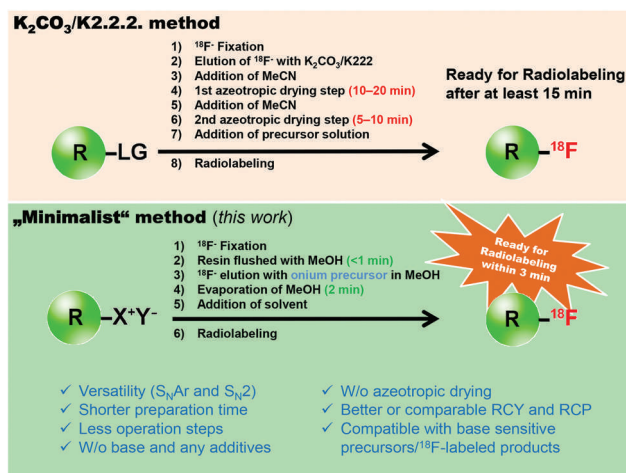 K₂CO₃/K2.2.2. method
1) ¹⁸F⁻ Fixation
2) Elution of ¹⁸F⁻ with K₂CO₃/K222
3) Addition of MeCN
4) 1st azeotropic drying step (10–20 min)
5) Addition of MeCN
6) 2nd azeotropic drying step (5–10 min)
7) Addition of precursor solution
8) Radiolabeling
R–LG
Ready for Radiolabeling
after at least 15 min
R–¹⁸F
„Minimalist“ method (this work)
1) ¹⁸F⁻ Fixation
2) Resin flushed with MeOH (<1 min)
3) ¹⁸F⁻ elution with onium precursor in MeOH
4) Evaporation of MeOH (2 min)
5) Addition of solvent
6) Radiolabeling
R–X⁺Y⁻
Ready for
Radiolabeling
within 3 min
R–¹⁸F
✓ Versatility (SNAr and SN2)
✓ Shorter preparation time
✓ Less operation steps
✓ W/o base and any additives
✓ W/o azeotropic drying
✓ Better or comparable RCY and RCP
✓ Compatible with base sensitive
precursors/¹⁸F-labeled products